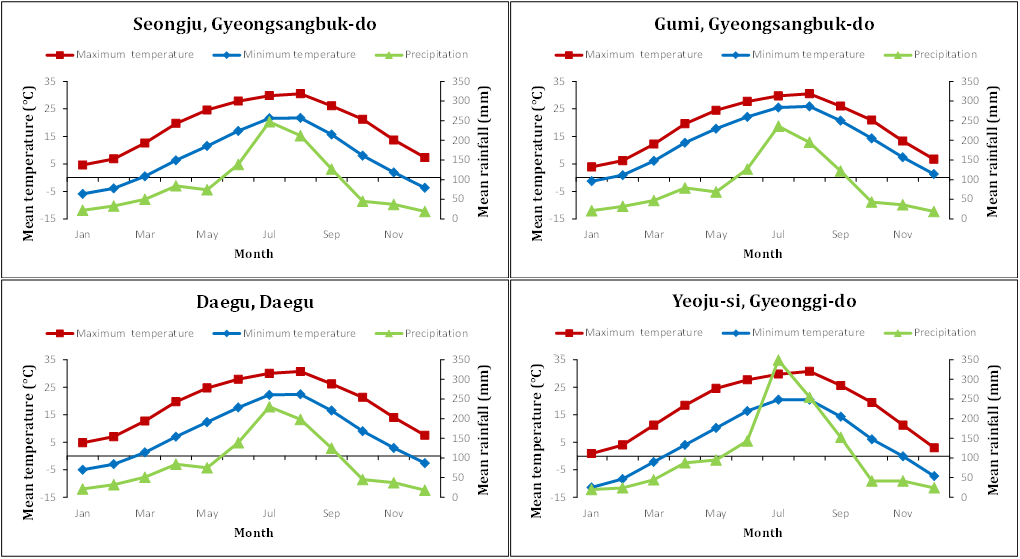 Seongju, Gyeongsangbuk-do
Maximum temperature Minimum temperature Precipitation
Mean temperature (°C)
35
25
15
5
-5
-15
350
300
250
200
150
100
50
0
Mean rainfall (mm)
Jan Mar May Jul Sep Nov
Month
Gumi, Gyeongsangbuk-do
Maximum temperature Minimum temperature Precipitation
Mean temperature (°C)
35
25
15
5
-5
-15
350
300
250
200
150
100
50
0
Mean rainfall (mm)
Jan Mar May Jul Sep Nov
Month
Daegu, Daegu
Maximum temperature Minimum temperature Precipitation
Mean temperature (°C)
35
25
15
5
-5
-15
350
300
250
200
150
100
50
0
Mean rainfall (mm)
Jan Mar May Jul Sep Nov
Month
Yeoju-si, Gyeonggi-do
Maximum temperature Minimum temperature Precipitation
Mean temperature (°C)
35
25
15
5
-5
-15
350
300
250
200
150
100
50
0
Mean rainfall (mm)
Jan Mar May Jul Sep Nov
Month